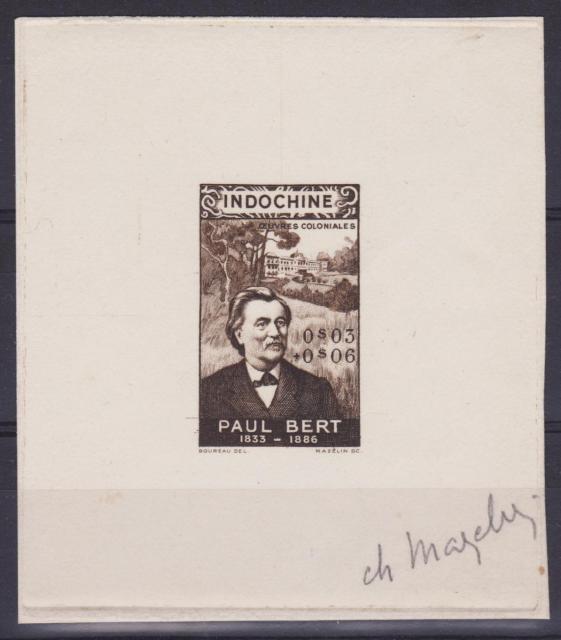 INDOCHINE
ŒUVRES COLONIALES
0$03
+0$06
PAUL BERT
1833 - 1886
BOUREAU DEL. MAZELIN SC.
ch Mazelin